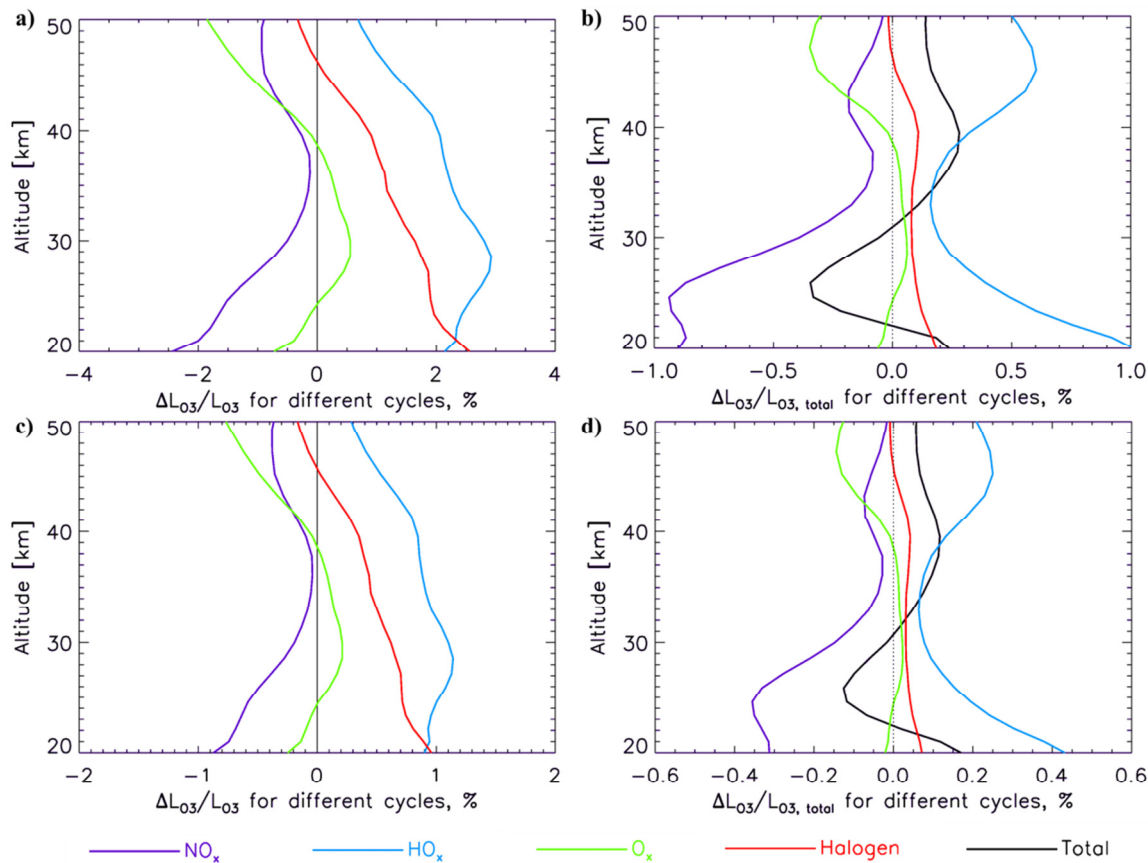 a)
50
40
30
20
Altitude [km]
−4 −2 0 2 4
ΔL_O3/L_O3 for different cycles, %
b)
50
40
30
20
Altitude [km]
−1.0 −0.5 0.0 0.5 1.0
ΔL_O3/L_O3, total for different cycles, %
c)
50
40
30
20
Altitude [km]
−2 −1 0 1 2
ΔL_O3/L_O3 for different cycles, %
d)
50
40
30
20
Altitude [km]
−0.6 −0.4 −0.2 0.0 0.2 0.4 0.6
ΔL_O3/L_O3, total for different cycles, %
NOx HOx Ox Halogen Total